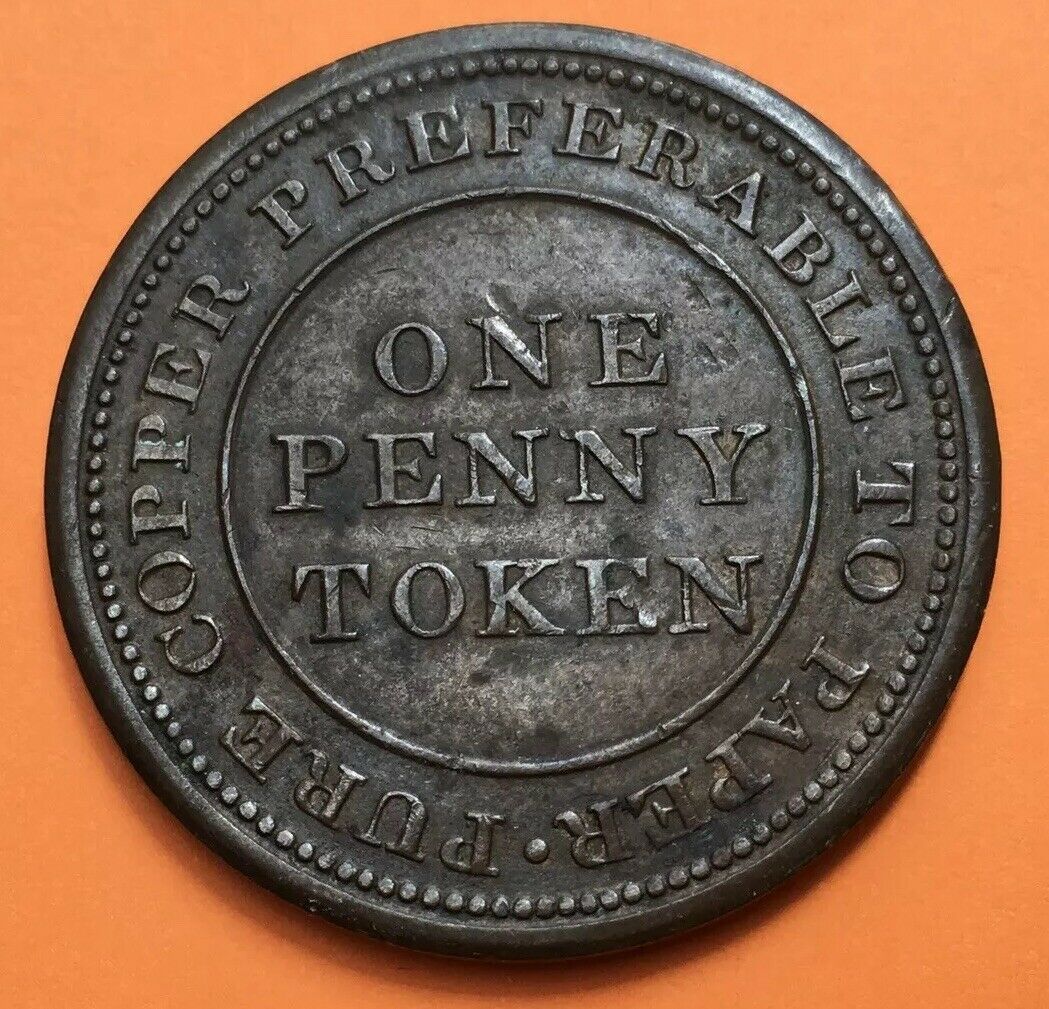 PURE COPPER PREFERABLE TO PAPER ·
ONE
PENNY
TOKEN